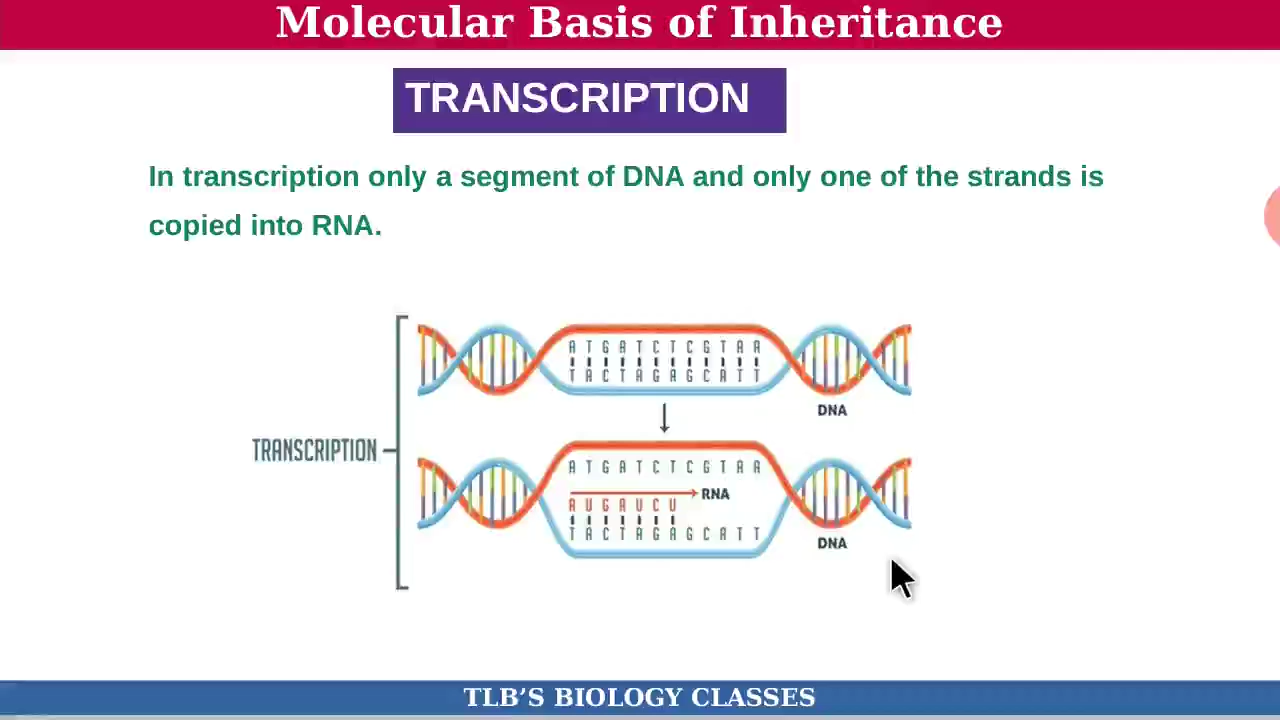 Molecular Basis of Inheritance
TRANSCRIPTION
In transcription only a segment of DNA and only one of the strands is
copied into RNA.
A T G A T C T C G T A A
T A C T A G A G C A T T
DNA
TRANSCRIPTION
A T G A T C T C G T A A
RNA
A U G A U C U
T A C T A G A G C A T T
DNA
TLB’S BIOLOGY CLASSES